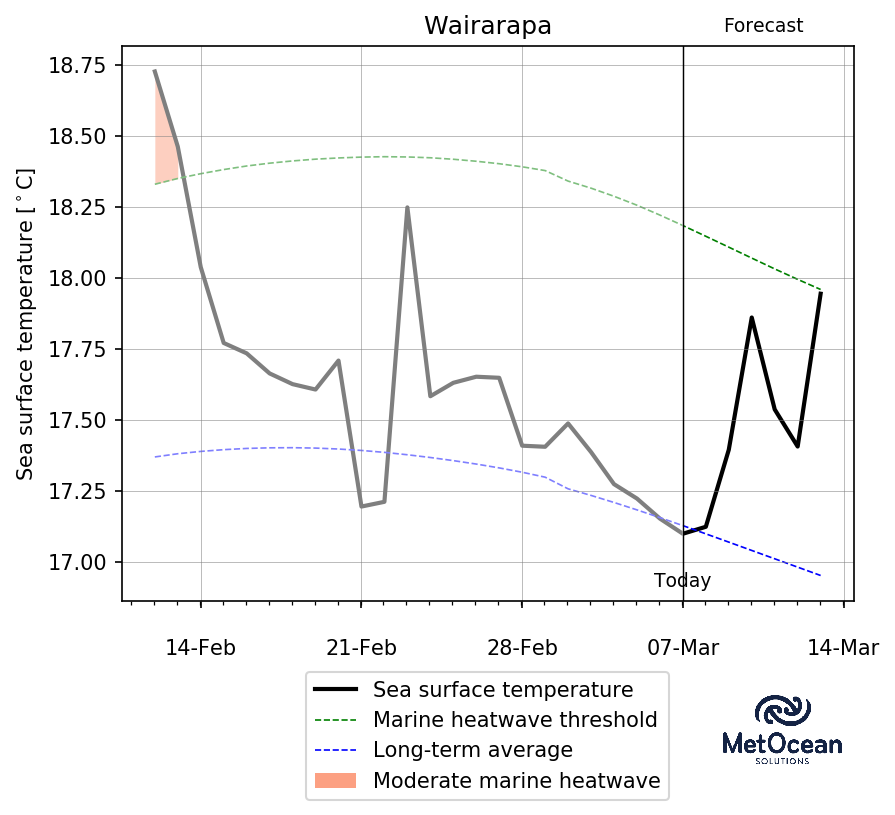 Wairarapa
Forecast
Sea surface temperature [°C]
18.75
18.50
18.25
18.00
17.75
17.50
17.25
17.00
Today
14-Feb
21-Feb
28-Feb
07-Mar
14-Mar
Sea surface temperature
Marine heatwave threshold
Long-term average
Moderate marine heatwave
MetOcean
SOLUTIONS